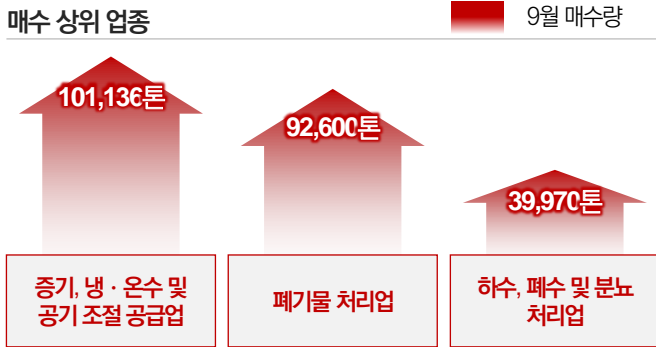 매수 상위 업종
9월 매수량
101,136톤
92,600톤
39,970톤
증기, 냉 · 온수 및
공기 조절 공급업
폐기물 처리업
하수, 폐수 및 분뇨
처리업